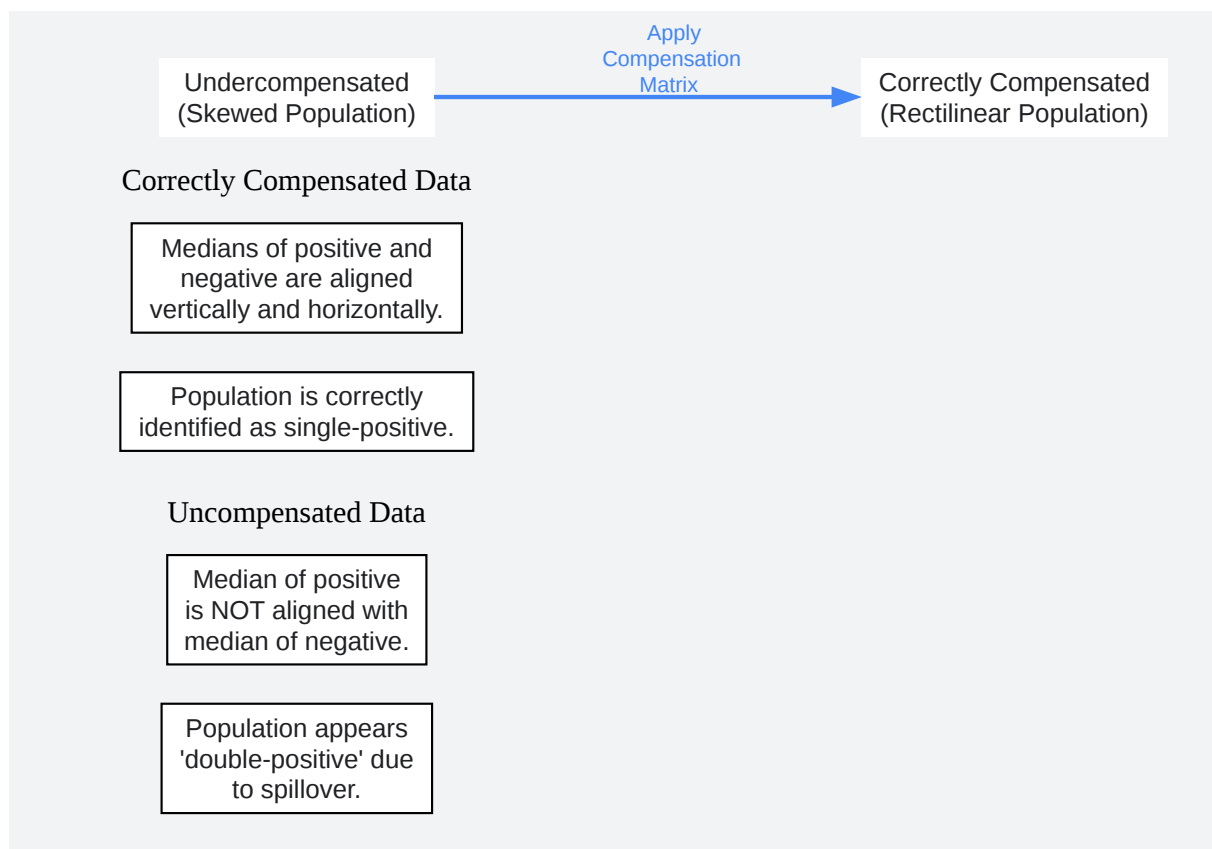 Apply
Compensation
Matrix
Undercompensated
(Skewed Population)
Correctly Compensated
(Rectilinear Population)
Correctly Compensated Data
Medians of positive and
negative are aligned
vertically and horizontally.
Population is correctly
identified as single-positive.
Uncompensated Data
Median of positive
is NOT aligned with
median of negative.
Population appears
'double-positive' due
to spillover.